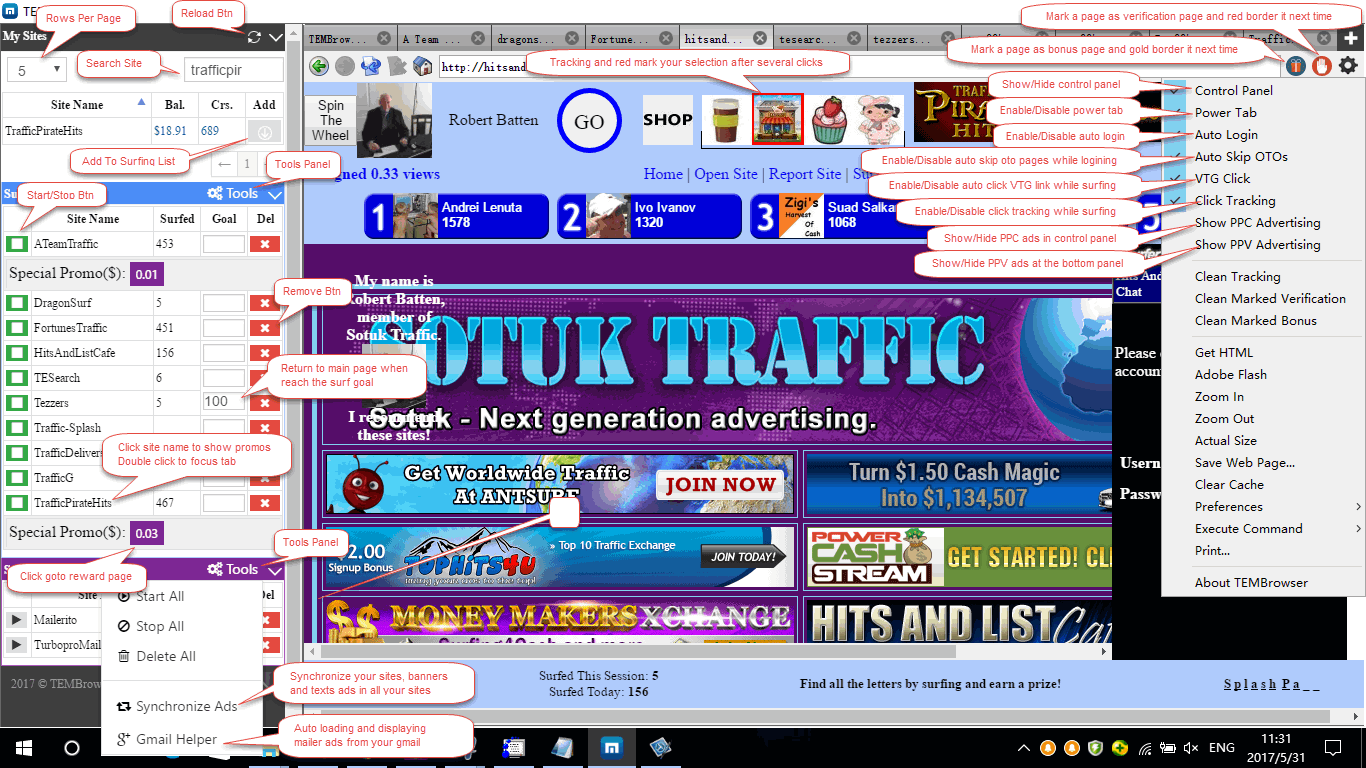 TE
Rows Per Page
Reload Btn
Mark a page as verification page and red border it next time
My Sites
TEMBrow...
A Team ...
dragons...
Fortune...
hitsand...
tesearc...
tezzers...
Mark a page as bonus page and gold border it next time
5
Search Site
trafficpir
http://hitsand
Tracking and red mark your selection after several clicks
Site Name
Bal.
Crs.
Add
TrafficPirateHits
$18.91
689
Add To Surfing List
←
1
Spin
The
Wheel
Robert Batten
GO
SHOP
Show/Hide control panel
Control Panel
Enable/Disable power tab
Power Tab
Enable/Disable auto login
Auto Login
Enable/Disable auto skip oto pages while logining
Auto Skip OTOs
Enable/Disable auto click VTG link while surfing
VTG Click
Enable/Disable click tracking while surfing
Click Tracking
Show/Hide PPC ads in control panel
Show PPC Advertising
Show/Hide PPV ads at the bottom panel
Show PPV Advertising
Clean Tracking
Clean Marked Verification
Clean Marked Bonus
Get HTML
Adobe Flash
Zoom In
Zoom Out
Actual Size
Save Web Page...
Clear Cache
Preferences
Execute Command
Print...
About TEMBrowser
Tools Panel
Start/Stop Btn
Tools
gned 0.33 views
Home | Open Site | Report Site | Su
Site Name
Surfed
Goal
Del
1
Andrei Lenuta
1578
2
Ivo Ivanov
1320
3
Zigi's
Harvest
Of
Cash
Suad Salka
1068
ATeamTraffic
453
Special Promo($):
0.01
DragonSurf
5
Remove Btn
FortunesTraffic
451
HitsAndListCafe
156
TESearch
6
Return to main page when
reach the surf goal
Tezzers
5
100
Traffic-Splash
Click site name to show promos
Double click to focus tab
TrafficDelivers
TrafficG
TrafficPirateHits
467
Special Promo($):
0.03
My name is
Robert Batten,
member of
Sotuk Traffic.
SOTUK TRAFFIC
I recommend
these sites!
Sotuk - Next generation advertising.
Chat
Please
accoun
Usern
Passw
Get Worldwide Traffic
At ANTSURF
JOIN NOW
Turn $1.50 Cash Magic
Into $1,134,507
$2.00
Signup Bonus
TOPHITS4U
» Top 10 Traffic Exchange
JOIN TODAY!
POWER
CASH
STREAM
GET STARTED! CLI
MONEY MAKERS XCHANGE
Surfing4Cash and more
HITS AND LIST
Tools Panel
Tools
Click goto reward page
Site
Del
Start All
Mailerito
Stop All
TurboproMail
Delete All
2017 © TEMBrow
Synchronize Ads
Synchronize your sites, banners
and texts ads in all your sites
Gmail Helper
Auto loading and displaying
mailer ads from your gmail
Surfed This Session: 5
Surfed Today: 156
Find all the letters by surfing and earn a prize!
S p l a s h P a _ _
ENG
11:31
2017/5/31